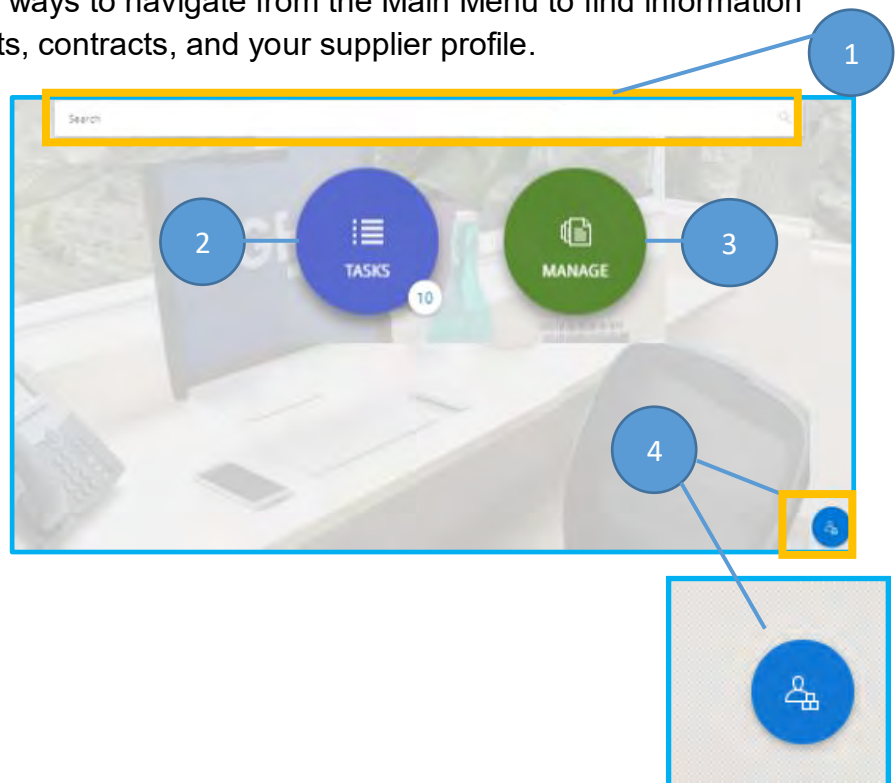 ways to navigate from the Main Menu to find information
ts, contracts, and your supplier profile.
1
Search
2
TASKS
10
MANAGE
3
4